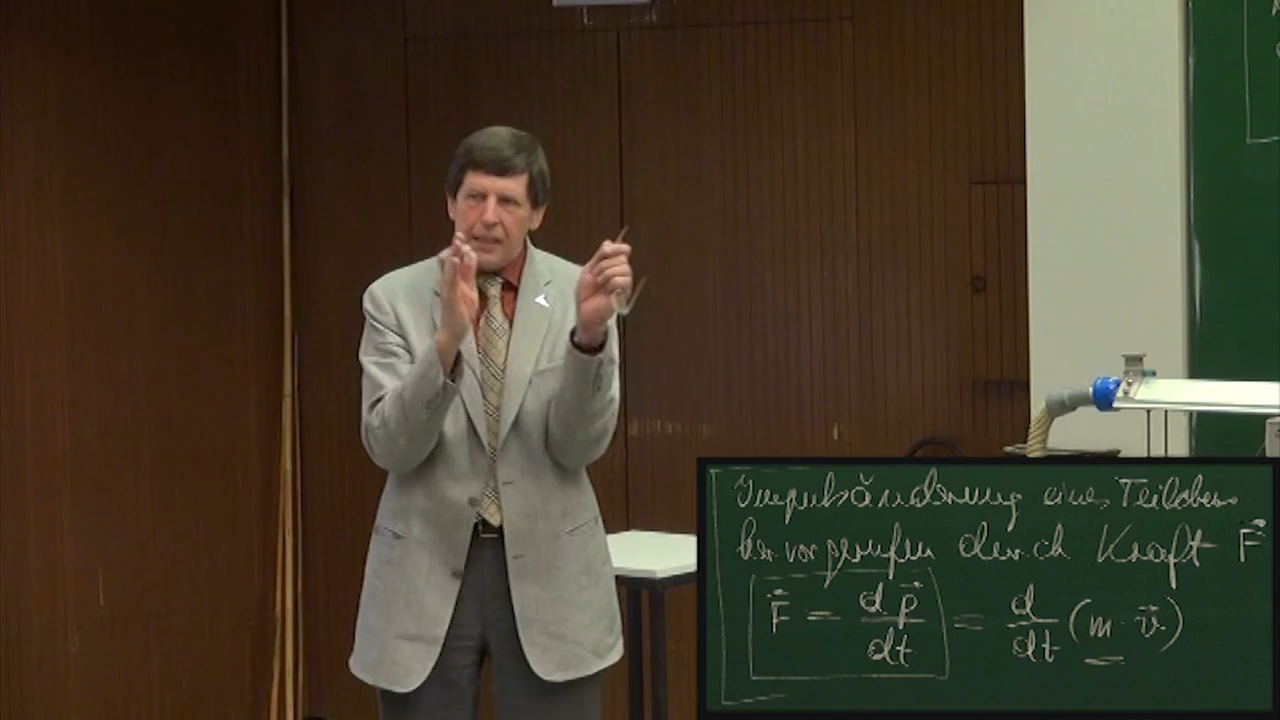 Impulsänderung eines Teilchens
hervorgerufen durch Kraft F⃗
F⃗ = dp⃗/dt = d/dt (m · v⃗)